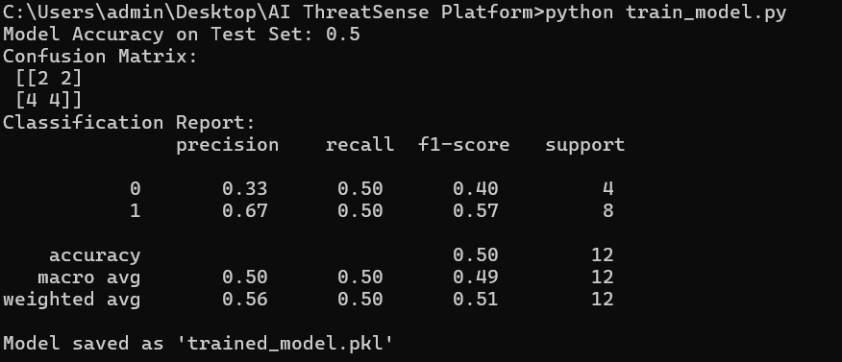 C:\Users\admin\Desktop\AI ThreatSense Platform>python train_model.py
Model Accuracy on Test Set: 0.5
Confusion Matrix:
 [[2 2]
 [4 4]]
Classification Report:
              precision    recall  f1-score   support

           0       0.33      0.50      0.40         4
           1       0.67      0.50      0.57         8

    accuracy                           0.50        12
   macro avg       0.50      0.50      0.49        12
weighted avg       0.56      0.50      0.51        12

Model saved as 'trained_model.pkl'